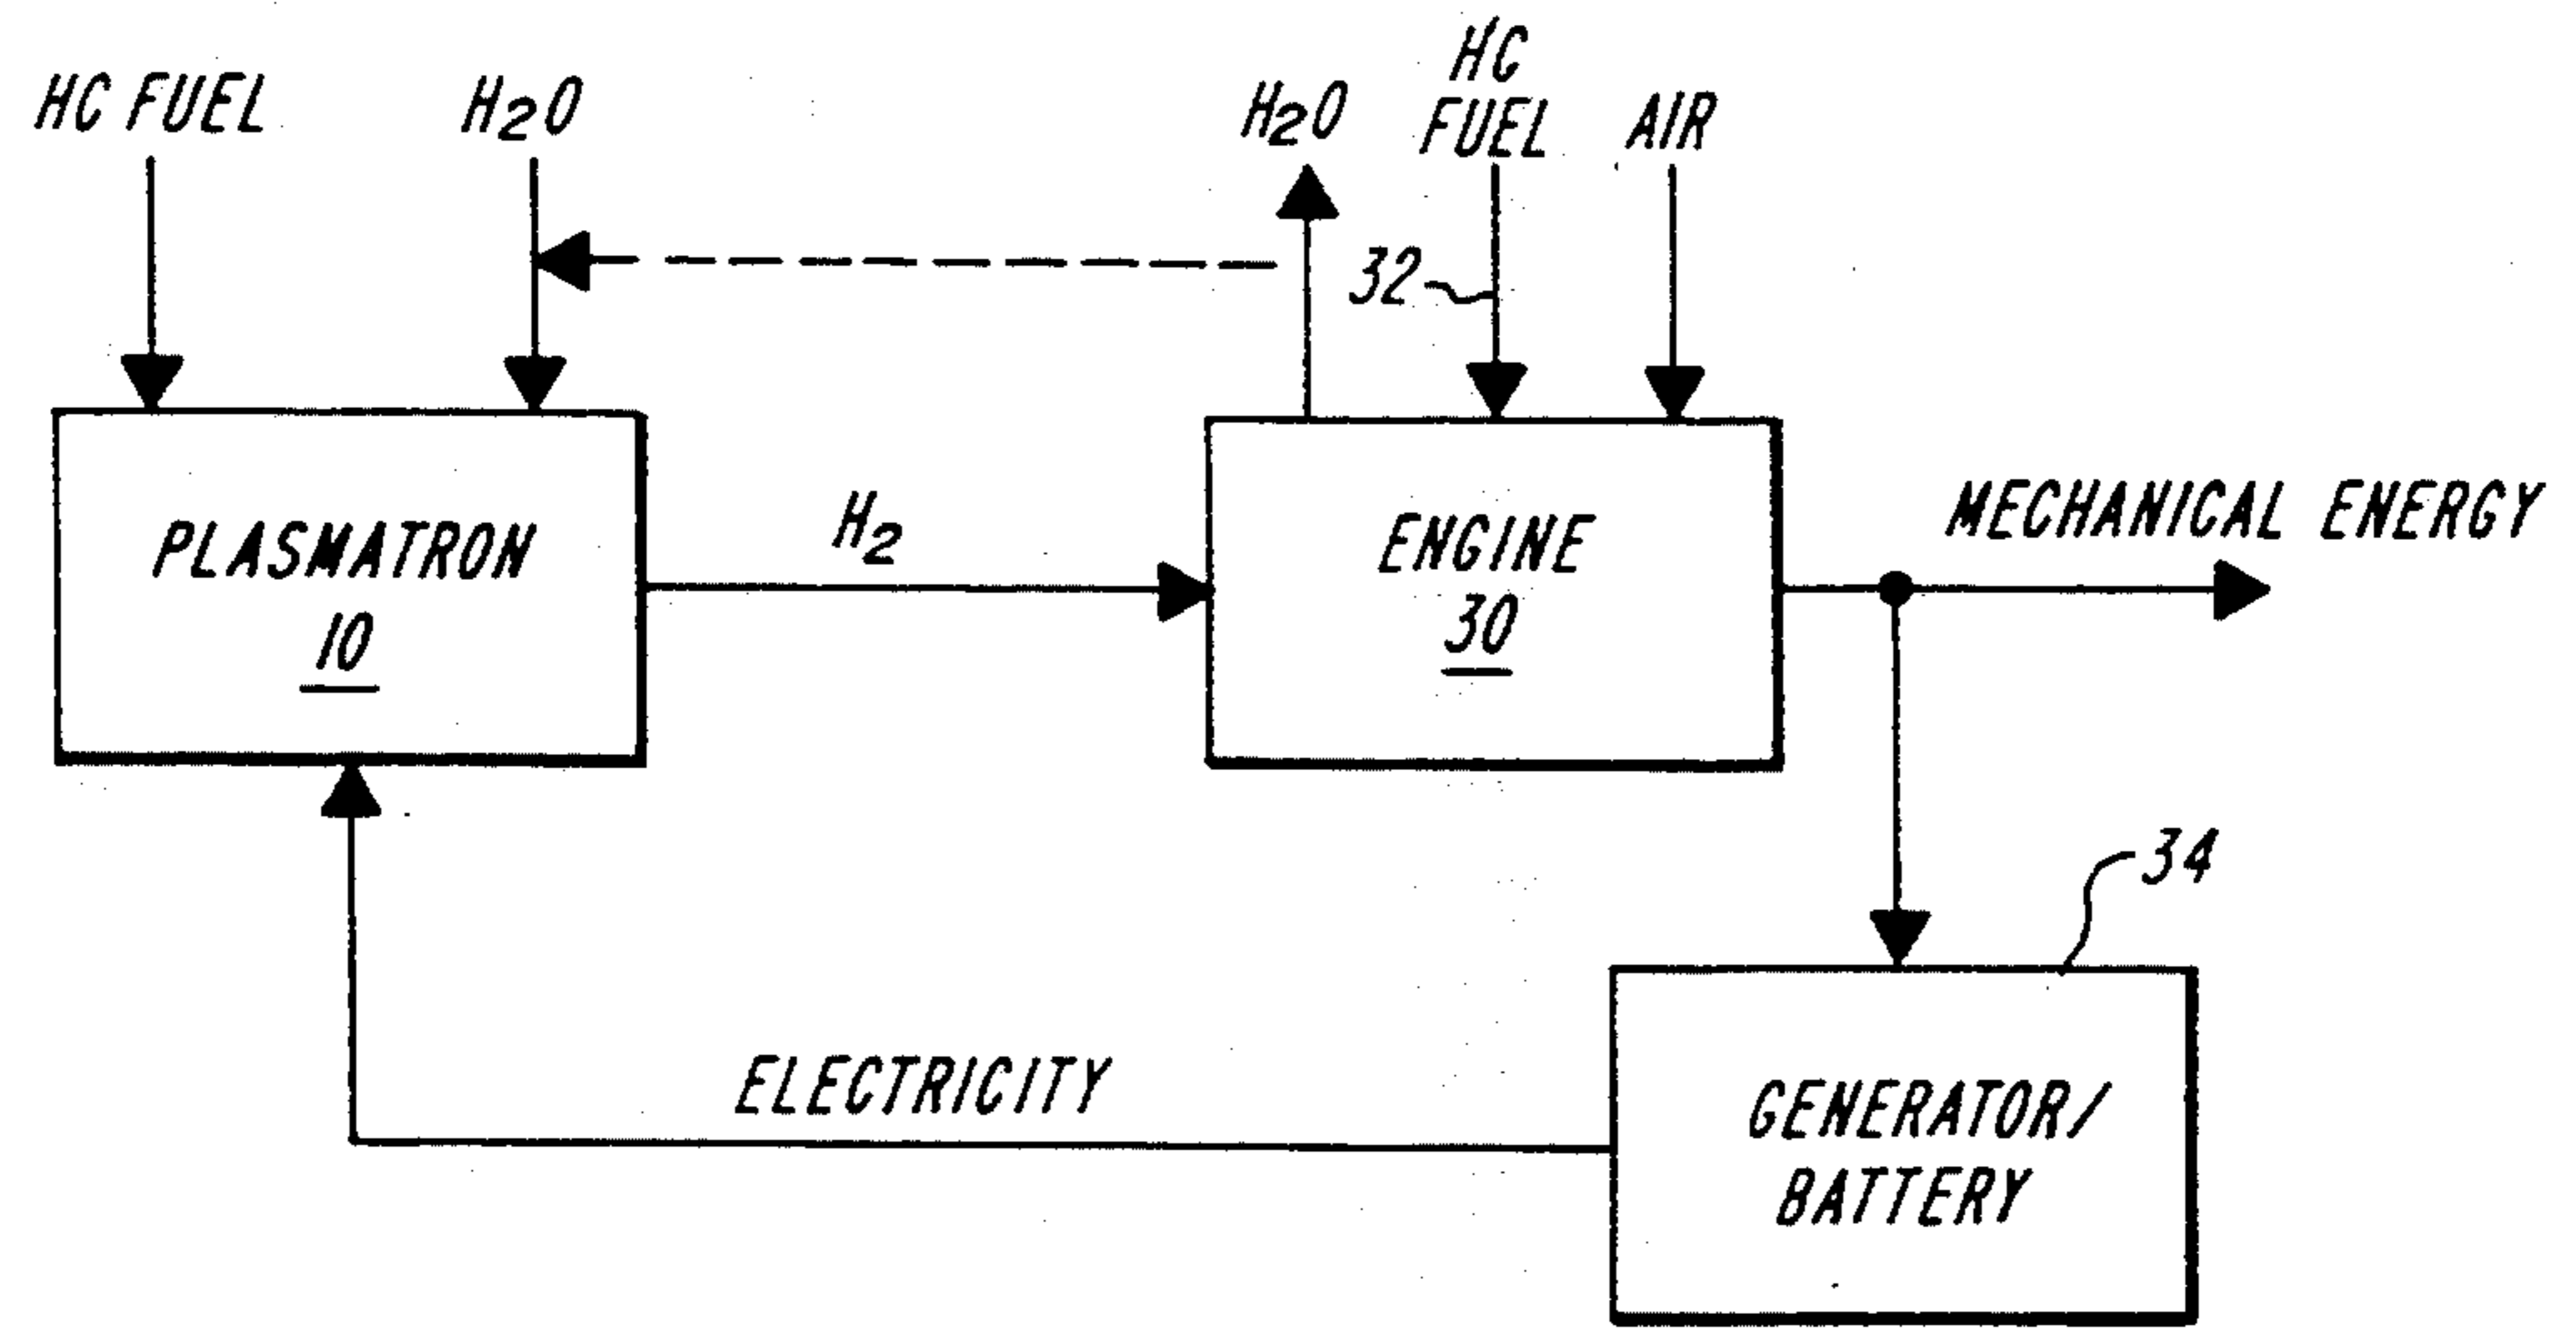 HC FUEL
H2O
H2O
HC
FUEL
AIR
32
PLASMATRON
10
H2
ENGINE
30
MECHANICAL ENERGY
34
ELECTRICITY
GENERATOR/
BATTERY